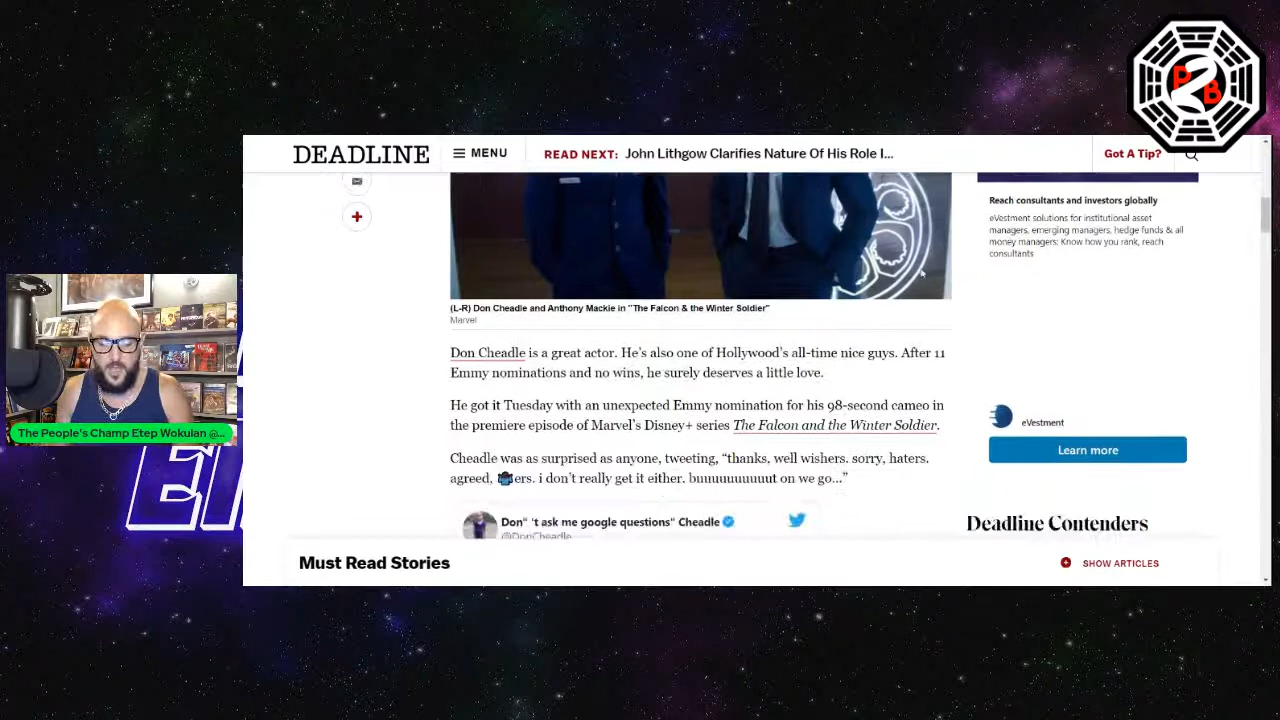 P 2 B
DEADLINE
MENU
READ NEXT: John Lithgow Clarifies Nature Of His Role I...
Got A Tip?
Reach consultants and investors globally
eVestment solutions for institutional asset
managers, emerging managers, hedge funds & all
money managers: Know how you rank, reach
consultants
(L-R) Don Cheadle and Anthony Mackie in "The Falcon & the Winter Soldier"
Marvel
Don Cheadle is a great actor. He's also one of Hollywood's all-time nice guys. After 11
Emmy nominations and no wins, he surely deserves a little love.
He got it Tuesday with an unexpected Emmy nomination for his 98-second cameo in
the premiere episode of Marvel's Disney+ series The Falcon and the Winter Soldier.
Cheadle was as surprised as anyone, tweeting, “thanks, well wishers. sorry, haters.
agreed, 🤷🏿ers. i don't really get it either. buuuuuuuuuut on we go…”
eVestment
Learn more
Deadline Contenders
Don" 't ask me google questions" Cheadle
@DonCheadle
Must Read Stories
SHOW ARTICLES
The People's Champ Etep Wokuian @...